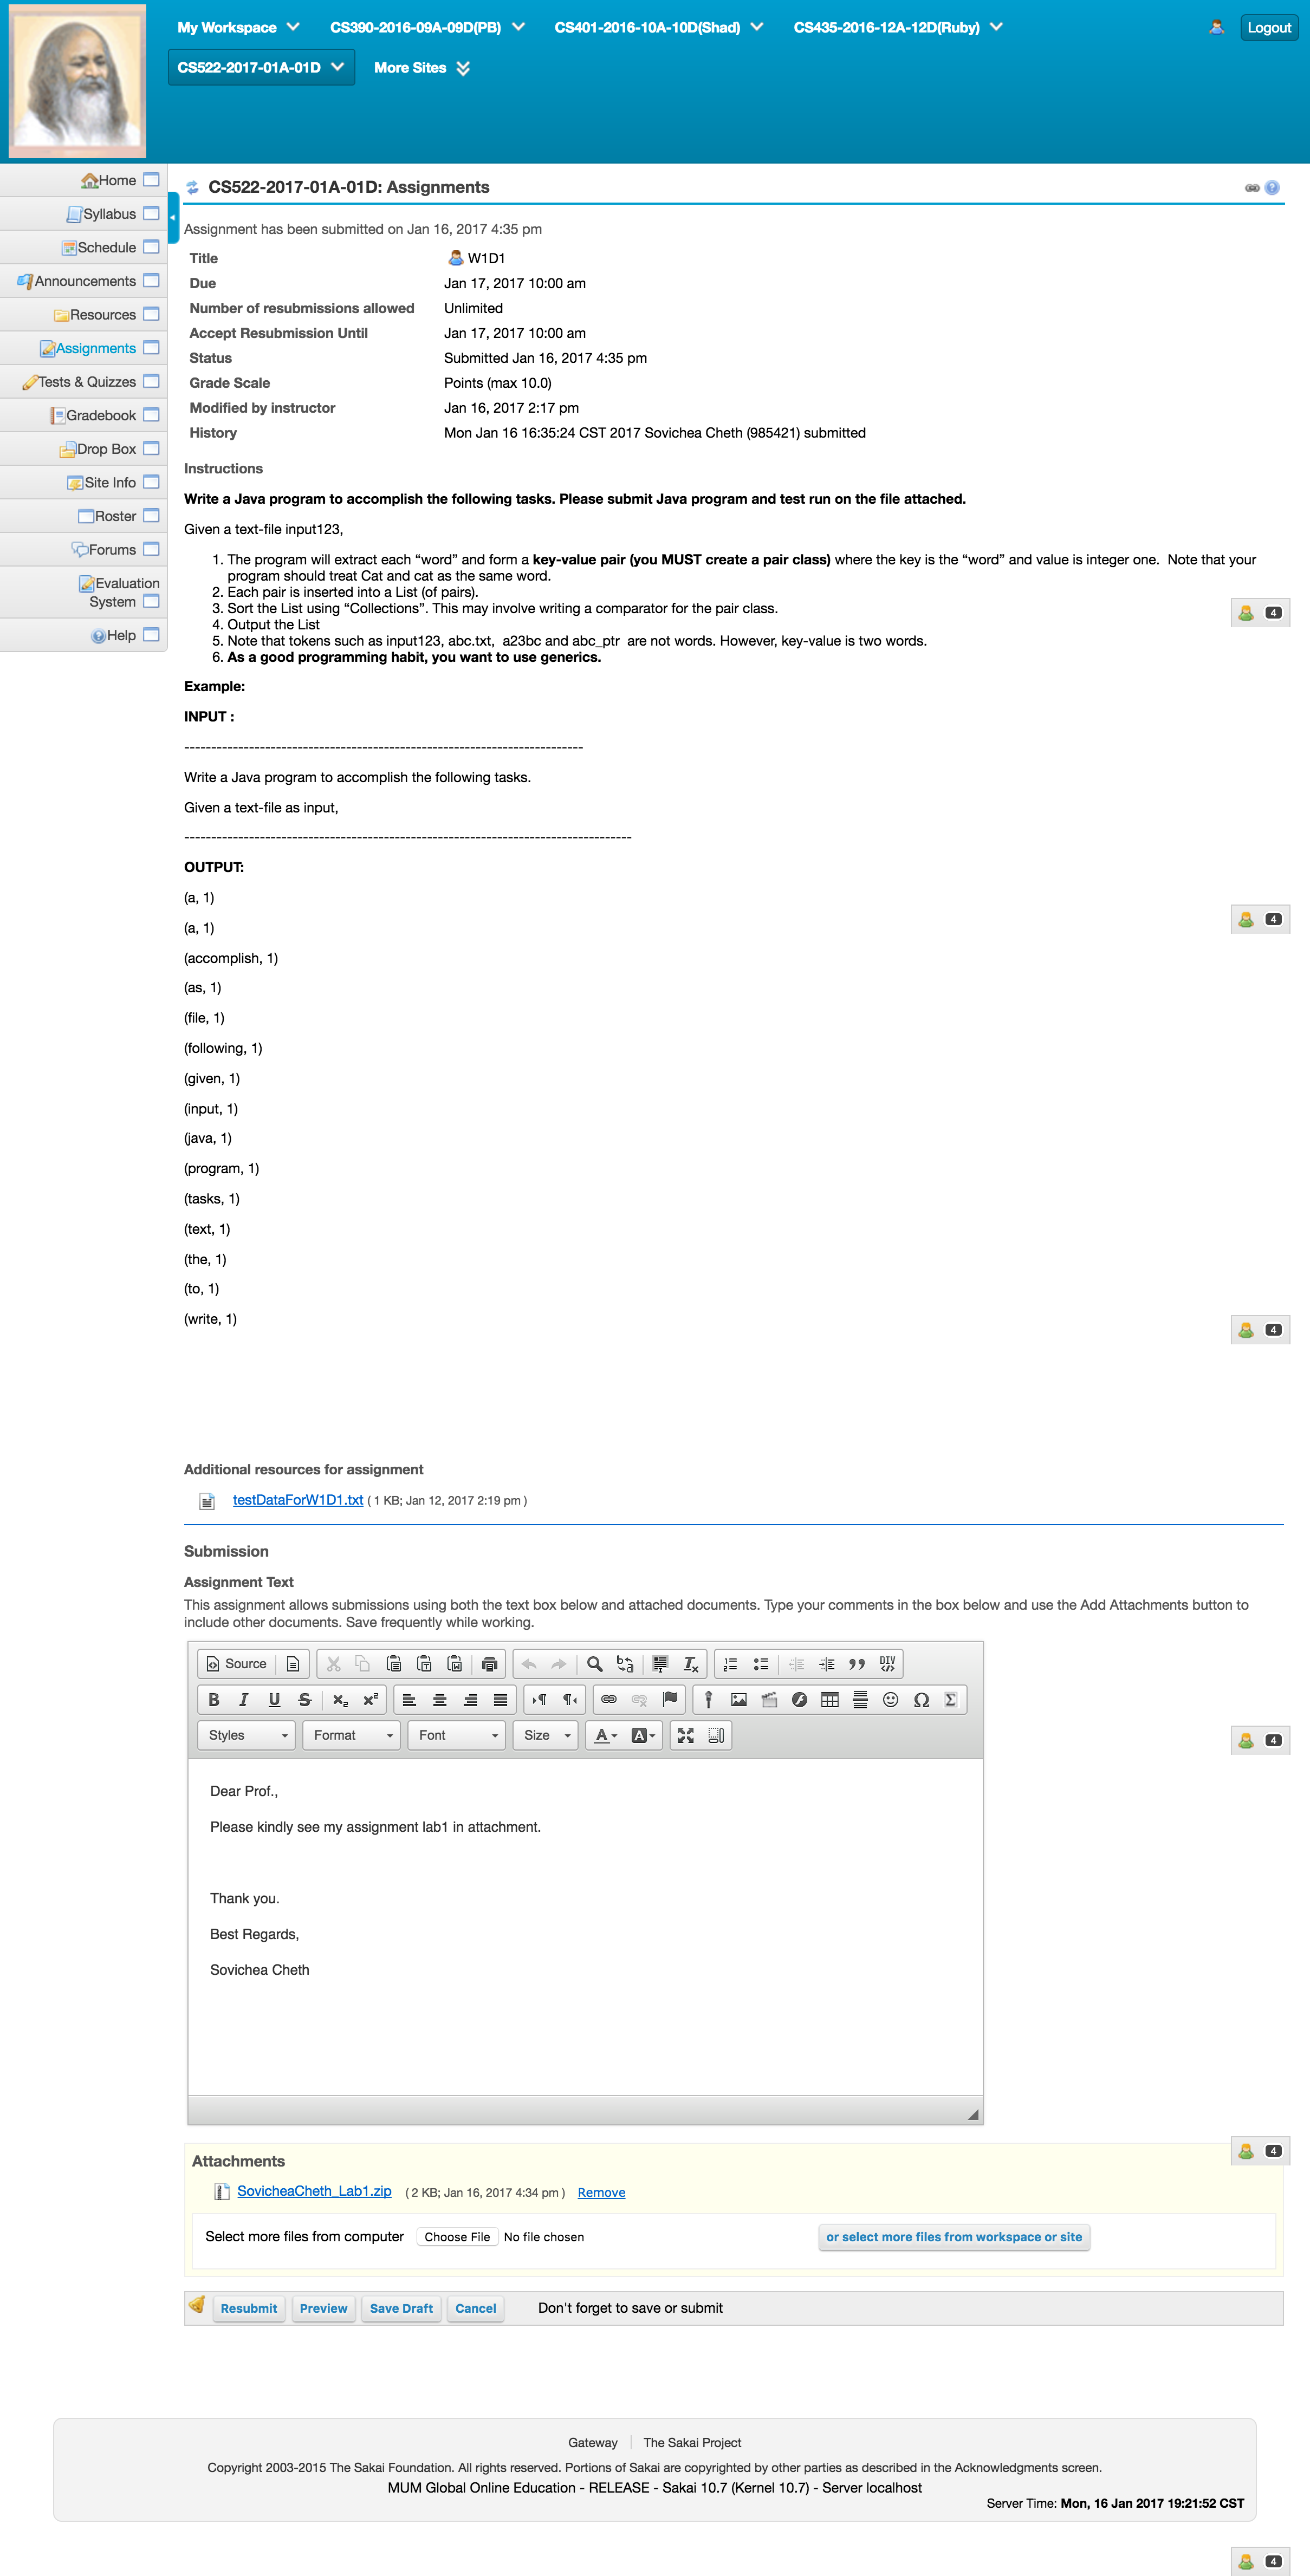 My Workspace
CS390-2016-09A-09D(PB)
CS401-2016-10A-10D(Shad)
CS435-2016-12A-12D(Ruby)
Logout
CS522-2017-01A-01D
More Sites
Home
Syllabus
Schedule
Announcements
Resources
Assignments
Tests & Quizzes
Gradebook
Drop Box
Site Info
Roster
Forums
Evaluation
System
Help
CS522-2017-01A-01D: Assignments
Assignment has been submitted on Jan 16, 2017 4:35 pm
Title W1D1
Due Jan 17, 2017 10:00 am
Number of resubmissions allowed Unlimited
Accept Resubmission Until Jan 17, 2017 10:00 am
Status Submitted Jan 16, 2017 4:35 pm
Grade Scale Points (max 10.0)
Modified by instructor Jan 16, 2017 2:17 pm
History Mon Jan 16 16:35:24 CST 2017 Sovichea Cheth (985421) submitted
Instructions
Write a Java program to accomplish the following tasks. Please submit Java program and test run on the file attached.
Given a text-file input123,
1. The program will extract each “word” and form a key-value pair (you MUST create a pair class) where the key is the “word” and value is integer one. Note that your
program should treat Cat and cat as the same word.
2. Each pair is inserted into a List (of pairs).
3. Sort the List using “Collections”. This may involve writing a comparator for the pair class.
4. Output the List
5. Note that tokens such as input123, abc.txt, a23bc and abc_ptr are not words. However, key-value is two words.
6. As a good programming habit, you want to use generics.
4
Example:
INPUT :
--------------------------------------------------------------------------
Write a Java program to accomplish the following tasks.
Given a text-file as input,
-----------------------------------------------------------------------------------
OUTPUT:
(a, 1)
4
(a, 1)
(accomplish, 1)
(as, 1)
(file, 1)
(following, 1)
(given, 1)
(input, 1)
(java, 1)
(program, 1)
(tasks, 1)
(text, 1)
(the, 1)
(to, 1)
(write, 1)
4
Additional resources for assignment
testDataForW1D1.txt ( 1 KB; Jan 12, 2017 2:19 pm )
Submission
Assignment Text
This assignment allows submissions using both the text box below and attached documents. Type your comments in the box below and use the Add Attachments button to
include other documents. Save frequently while working.
Source
DIV
B I U S x₂ x²
Styles Format Font Size A A
4
Dear Prof.,
Please kindly see my assignment lab1 in attachment.
Thank you.
Best Regards,
Sovichea Cheth
4
Attachments
SovicheaCheth_Lab1.zip ( 2 KB; Jan 16, 2017 4:34 pm ) Remove
Select more files from computer Choose File No file chosen or select more files from workspace or site
Resubmit Preview Save Draft Cancel Don't forget to save or submit
Gateway The Sakai Project
Copyright 2003-2015 The Sakai Foundation. All rights reserved. Portions of Sakai are copyrighted by other parties as described in the Acknowledgments screen.
MUM Global Online Education - RELEASE - Sakai 10.7 (Kernel 10.7) - Server localhost
Server Time: Mon, 16 Jan 2017 19:21:52 CST
4